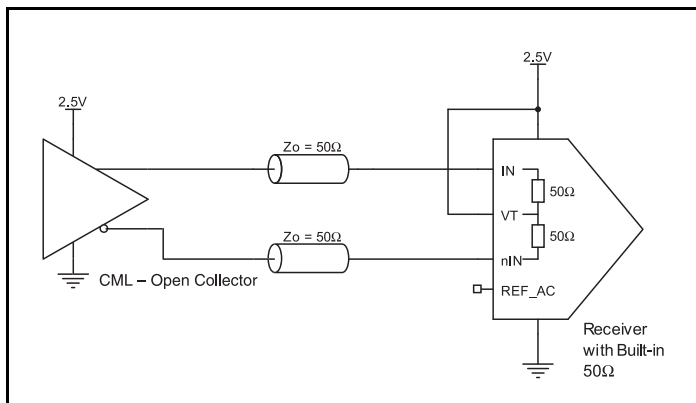 2.5V
2.5V
Zo = 50Ω
IN
50Ω
VT
50Ω
Zo = 50Ω
nIN
CML – Open Collector
REF_AC
Receiver
with Built-in
50Ω